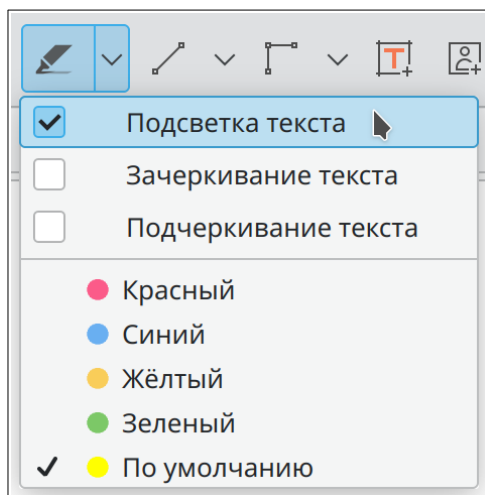 Подсветка текста
Зачеркивание текста
Подчеркивание текста
Красный
Синий
Жёлтый
Зеленый
По умолчанию